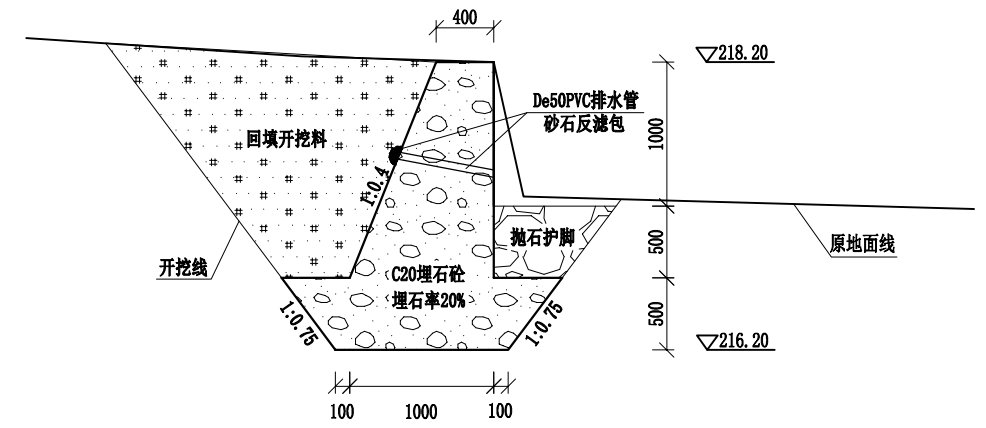 400
218.20
De50PVC排水管
砂石反滤包
1000
回填开挖料
1:0.4
抛石护脚
500
原地面线
开挖线
C20埋石砼
埋石率20%
1:0.75
1:0.75
500
216.20
100
1000
100